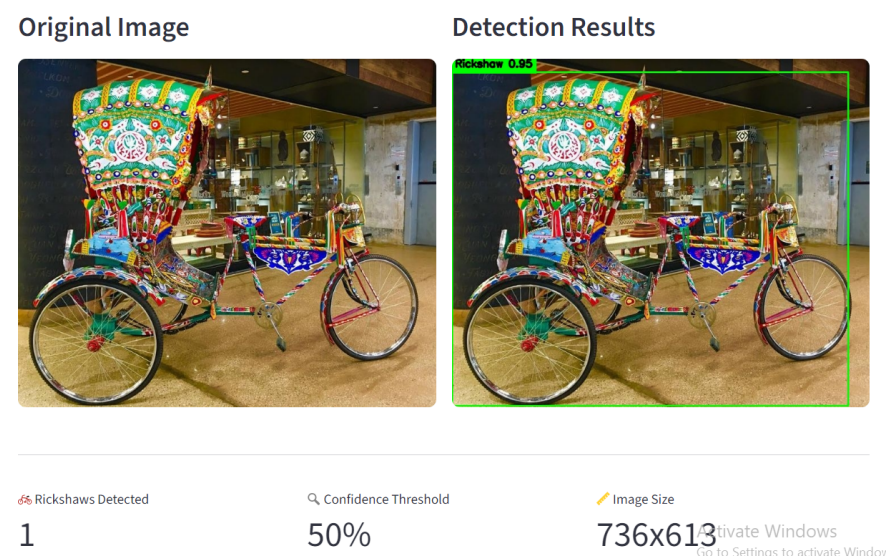 Original Image
Detection Results
Rickshaw 0.95
🚲 Rickshaws Detected
🔍 Confidence Threshold
📏 Image Size
1
50%
736x613
Activate Windows
Go to Settings to activate Windows